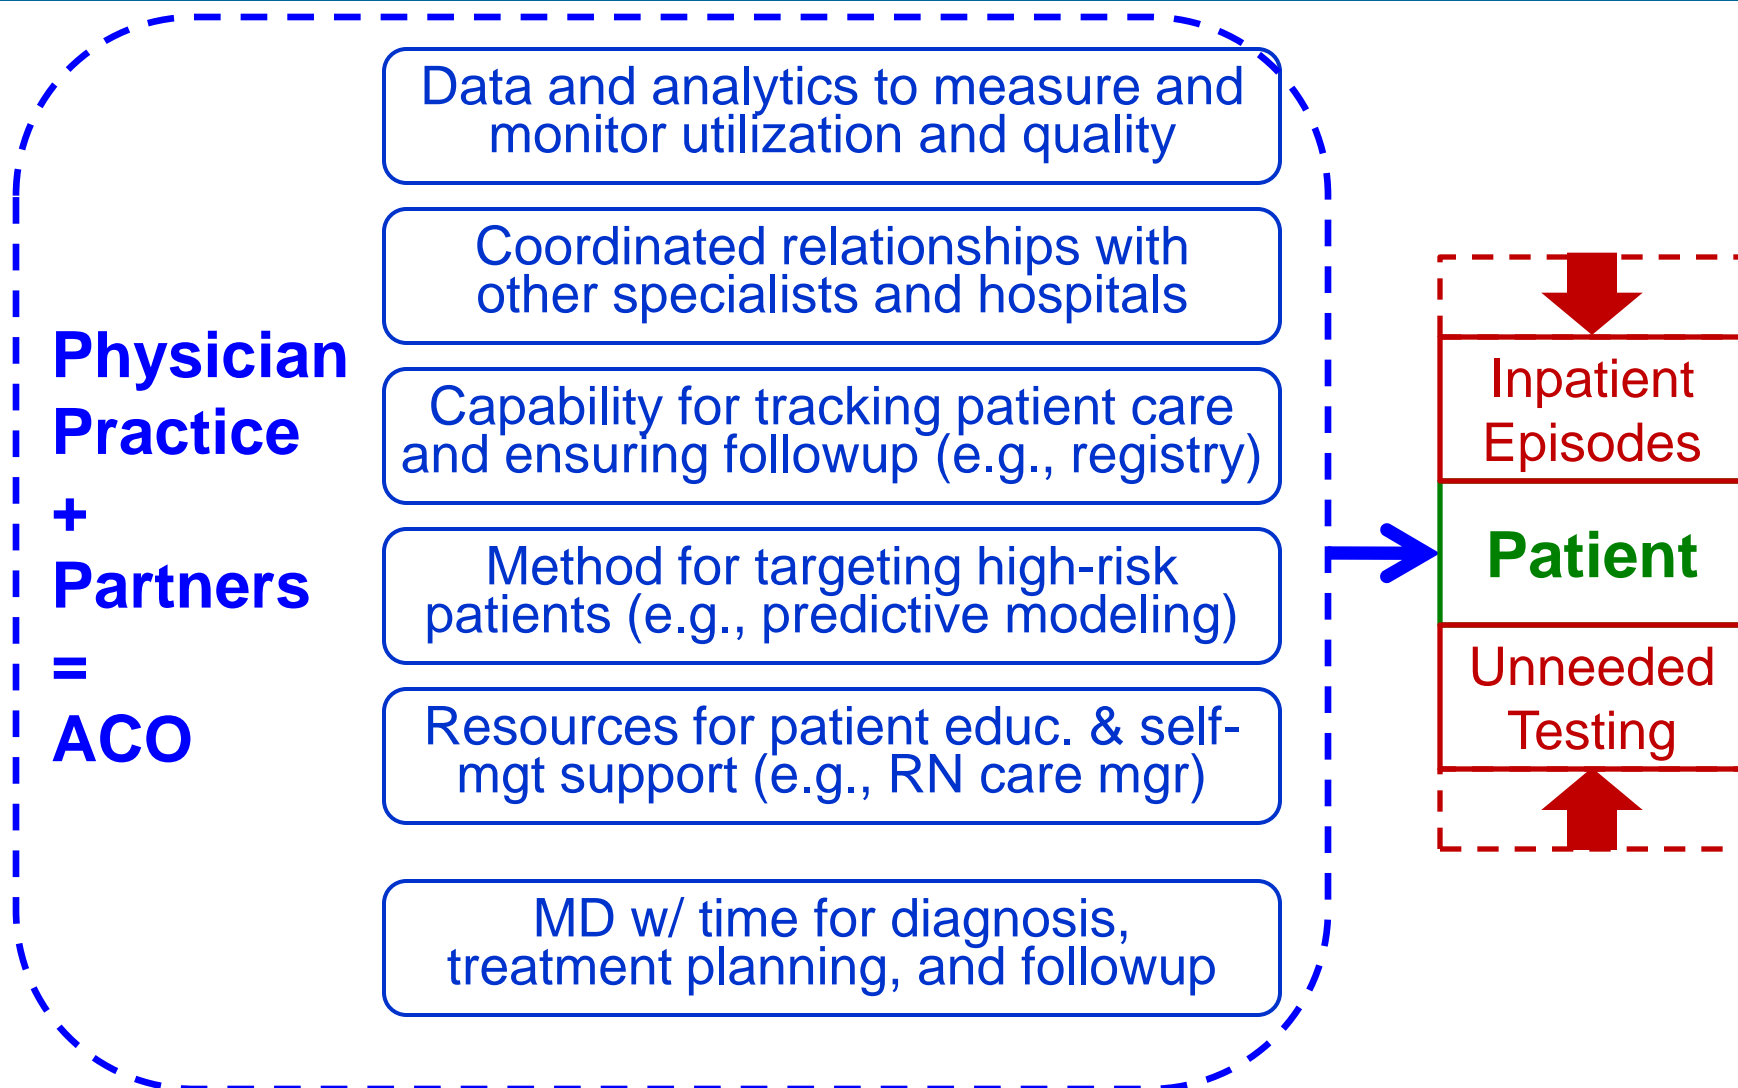 Physician
Practice
+
Partners
=
ACO
Data and analytics to measure and
monitor utilization and quality
Coordinated relationships with
other specialists and hospitals
Capability for tracking patient care
and ensuring followup (e.g., registry)
Method for targeting high-risk
patients (e.g., predictive modeling)
Resources for patient educ. & self-
mgt support (e.g., RN care mgr)
MD w/ time for diagnosis,
treatment planning, and followup
Inpatient
Episodes
Patient
Unneeded
Testing